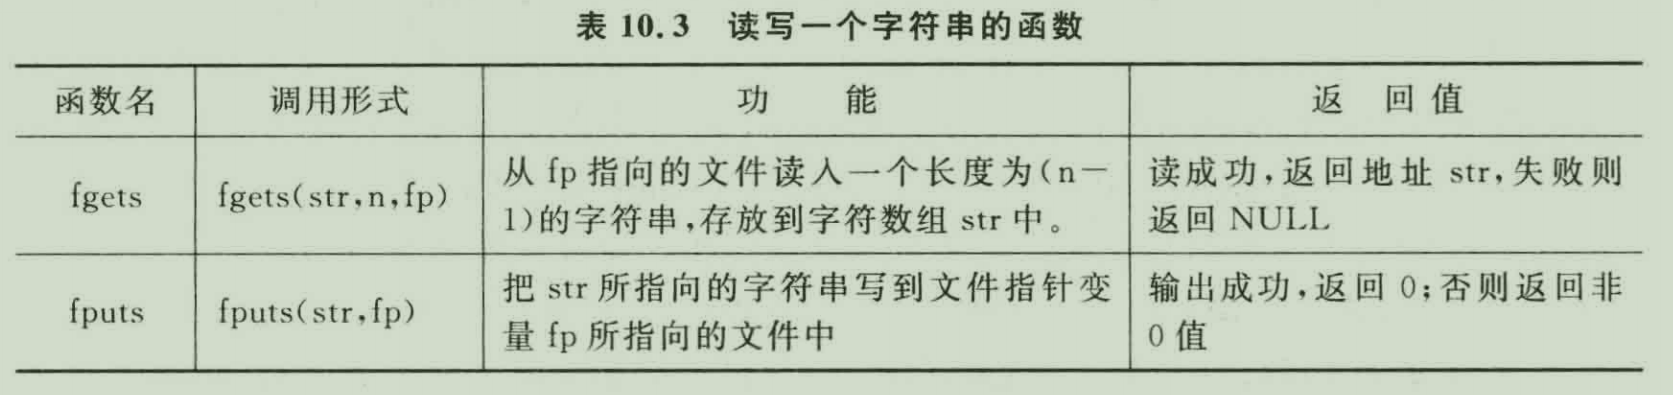 表 10.3 读写一个字符串的函数
函数名 调用形式 功 能 返 回 值
fgets fgets(str,n,fp) 从 fp 指向的文件读入一个长度为(n－
1)的字符串,存放到字符数组 str 中。
读成功,返回地址 str,失败则
返回 NULL
fputs fputs(str,fp) 把 str 所指向的字符串写到文件指针变
量 fp 所指向的文件中
输出成功,返回 0;否则返回非
0 值